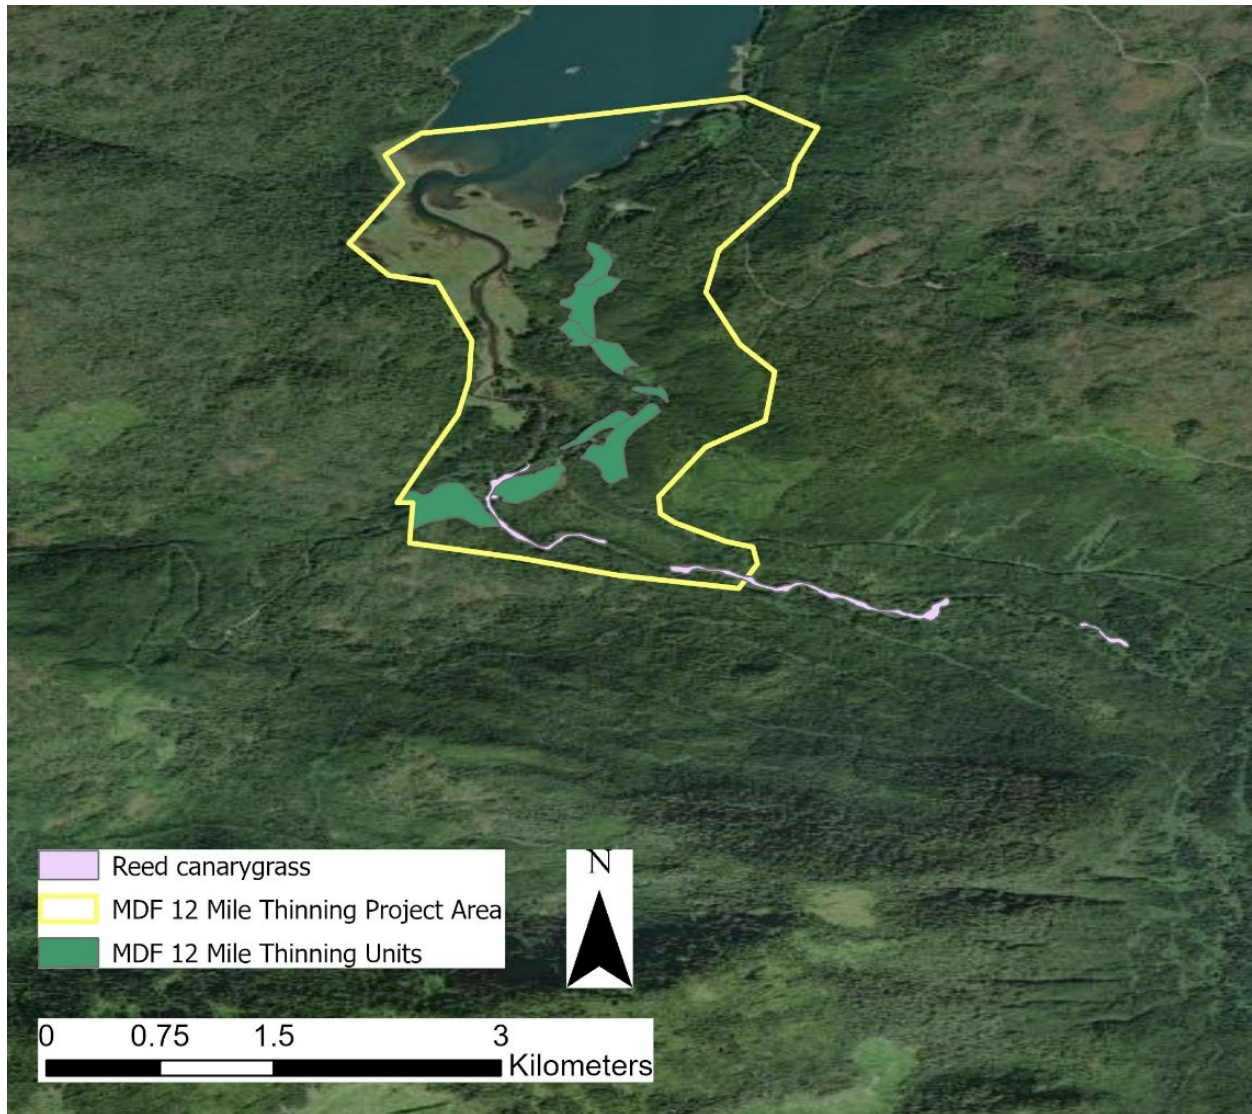 Reed canarygrass
MDF 12 Mile Thinning Project Area
MDF 12 Mile Thinning Units
N
0 0.75 1.5 3
Kilometers